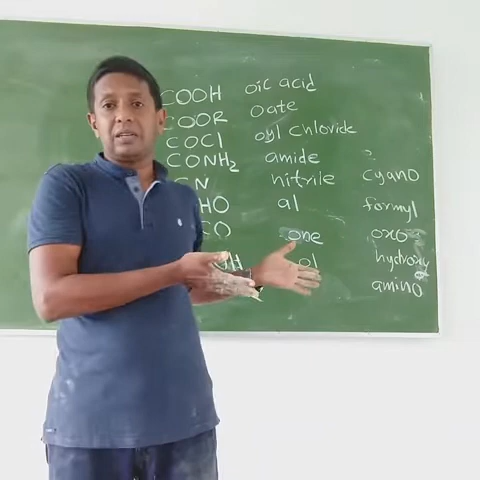 COOH oic acid
COOR oate
COCl oyl chloride
CONH₂ amide ?
CN nitrile cyano
HO al formyl
CO one oxo
OH ol hydroxy
amino